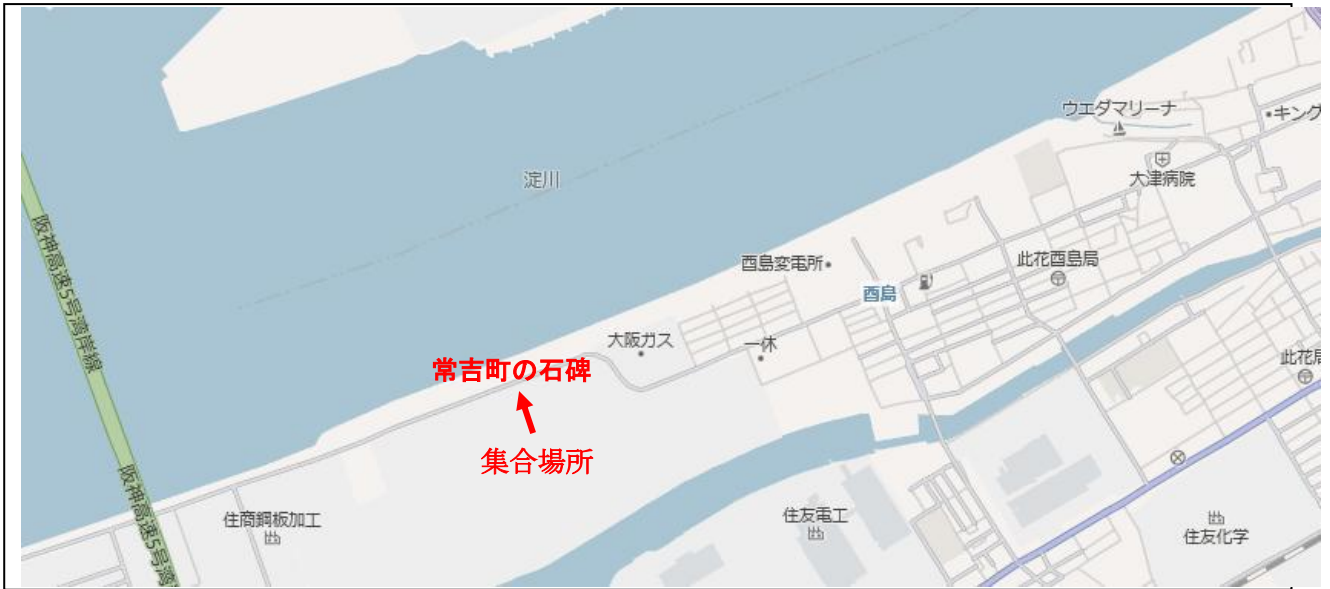 ウエダマリーナ
キング
淀川
大津病院
阪神高速5号湾岸線
酉島変電所
此花酉島局
酉島
大阪ガス
一休
常吉町の石碑
此花局
集合場所
阪神高速5号湾
住商鋼板加工
住友電工
住友化学